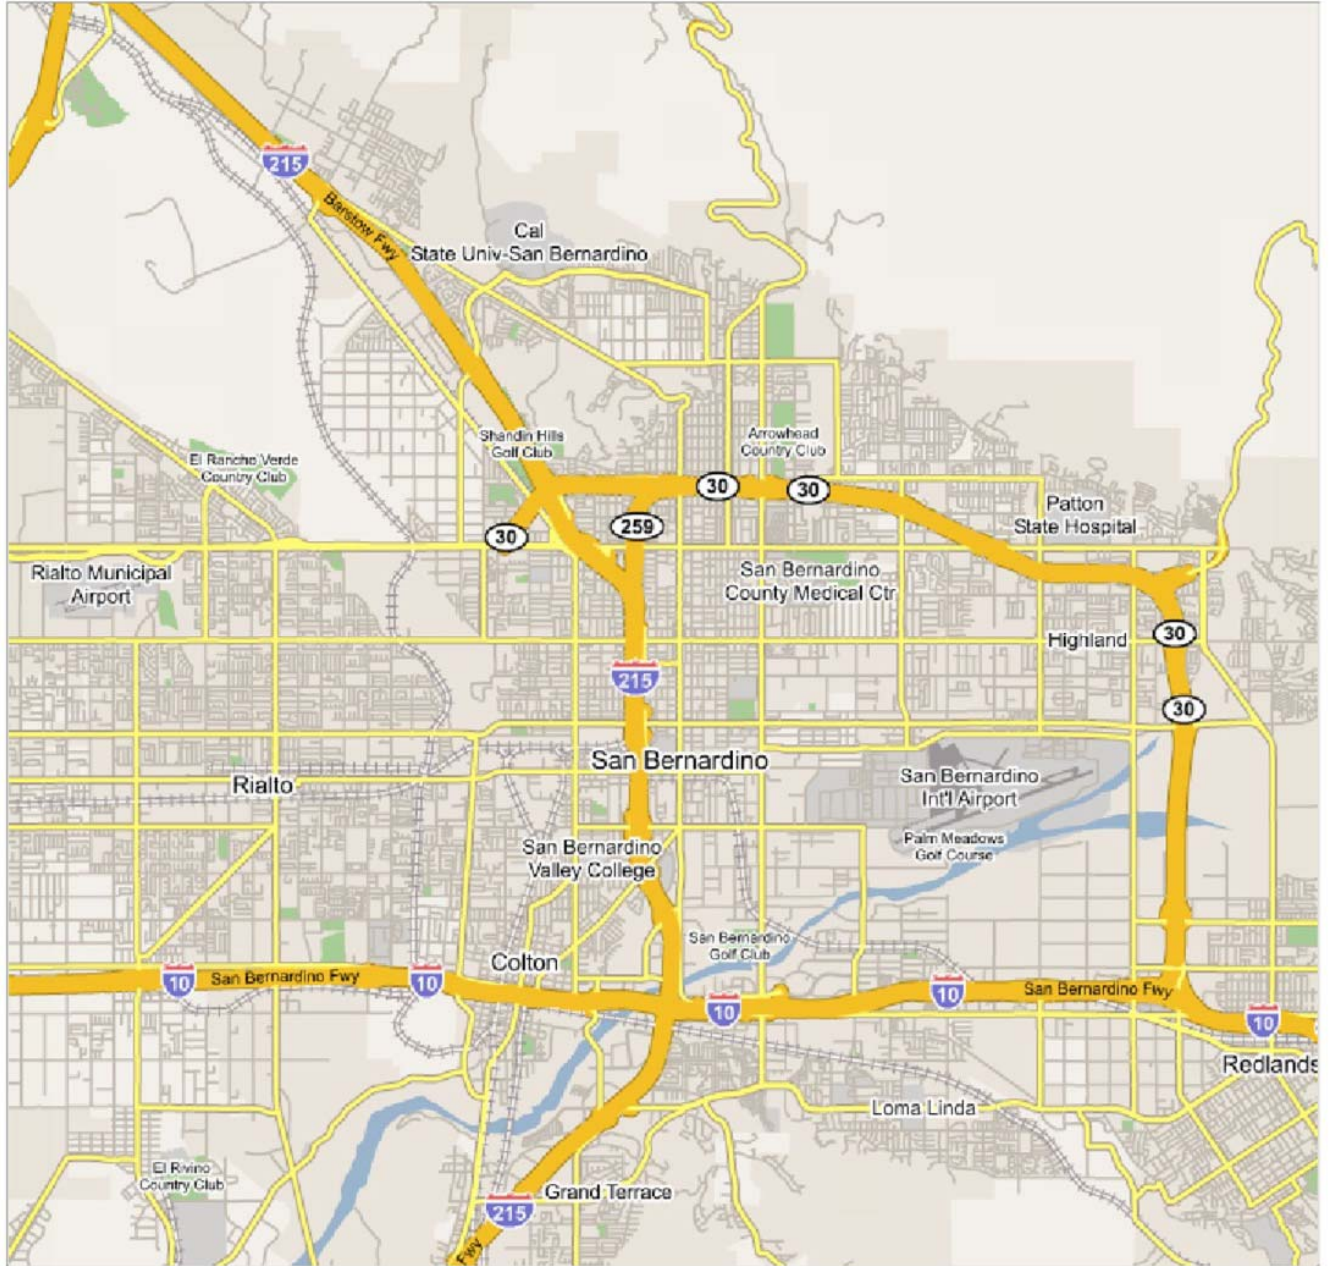 215
Barstow Fwy
Cal
State Univ-San Bernardino
Shandin Hills
Golf Club
Arrowhead
Country Club
El Rancho Verde
Country Club
30
30
Patton
State Hospital
259
30
Rialto Municipal
Airport
San Bernardino
County Medical Ctr
Highland
30
215
30
San Bernardino
Rialto
San Bernardino
Int'l Airport
San Bernardino
Valley College
Palm Meadows
Golf Course
San Bernardino
Golf Club
Colton
10
San Bernardino Fwy
10
10
San Bernardino Fwy
10
10
Redlands
Loma Linda
El Rivino
Country Club
Grand Terrace
215
Fwy